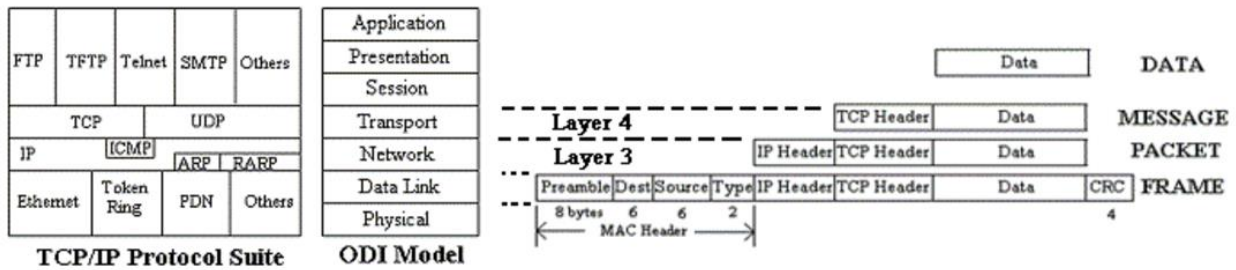 FTP TFTP Telnet SMTP Others
TCP UDP
IP ICMP
ARP RARP
Ethernet Token Ring PDN Others
TCP/IP Protocol Suite
Application
Presentation
Session
Transport
Network
Data Link
Physical
ODI Model
Data DATA
Layer 4 TCP Header Data MESSAGE
Layer 3 IP Header TCP Header Data PACKET
Preamble Dest Source Type IP Header TCP Header Data CRC FRAME
8 bytes 6 6 2 4
MAC Header